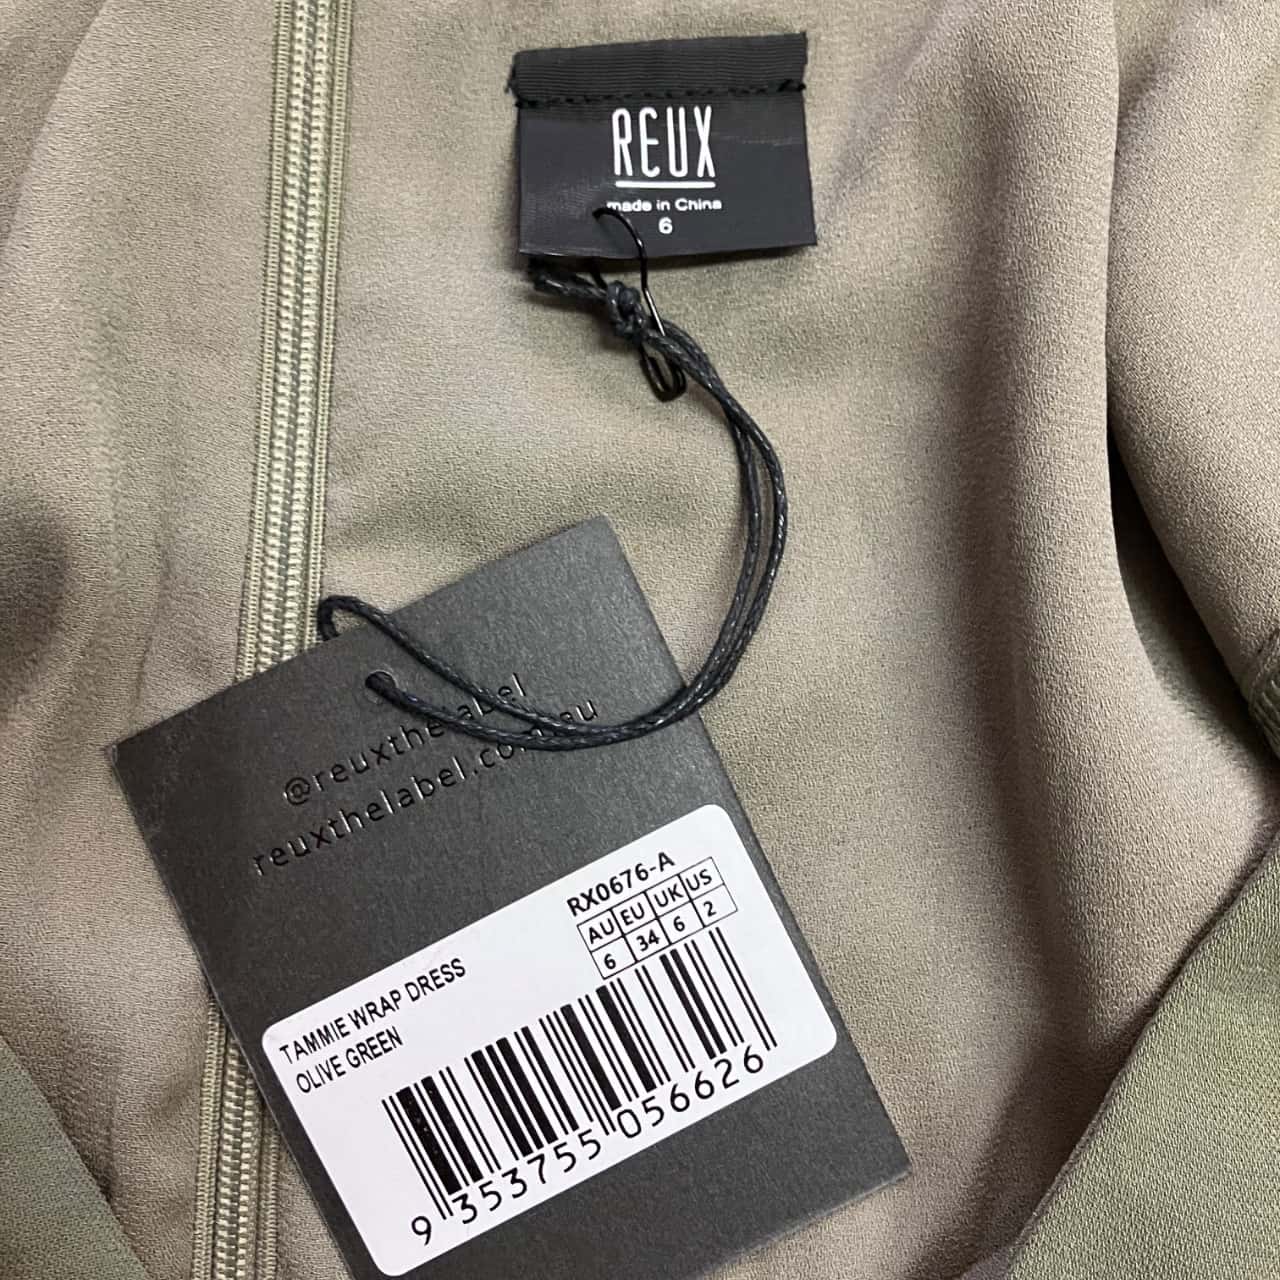 REUX
made in China
6
@reuxthelabel
reuxthelabel.com.au
RX0676-A
AU EU UK US
6 34 6 2
TAMMIE WRAP DRESS
OLIVE GREEN
9 353755 056626